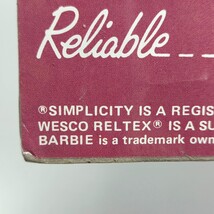 Reliable
®SIMPLICITY IS A REGIS
WESCO RELTEX® IS A SU
BARBIE is a trademark own